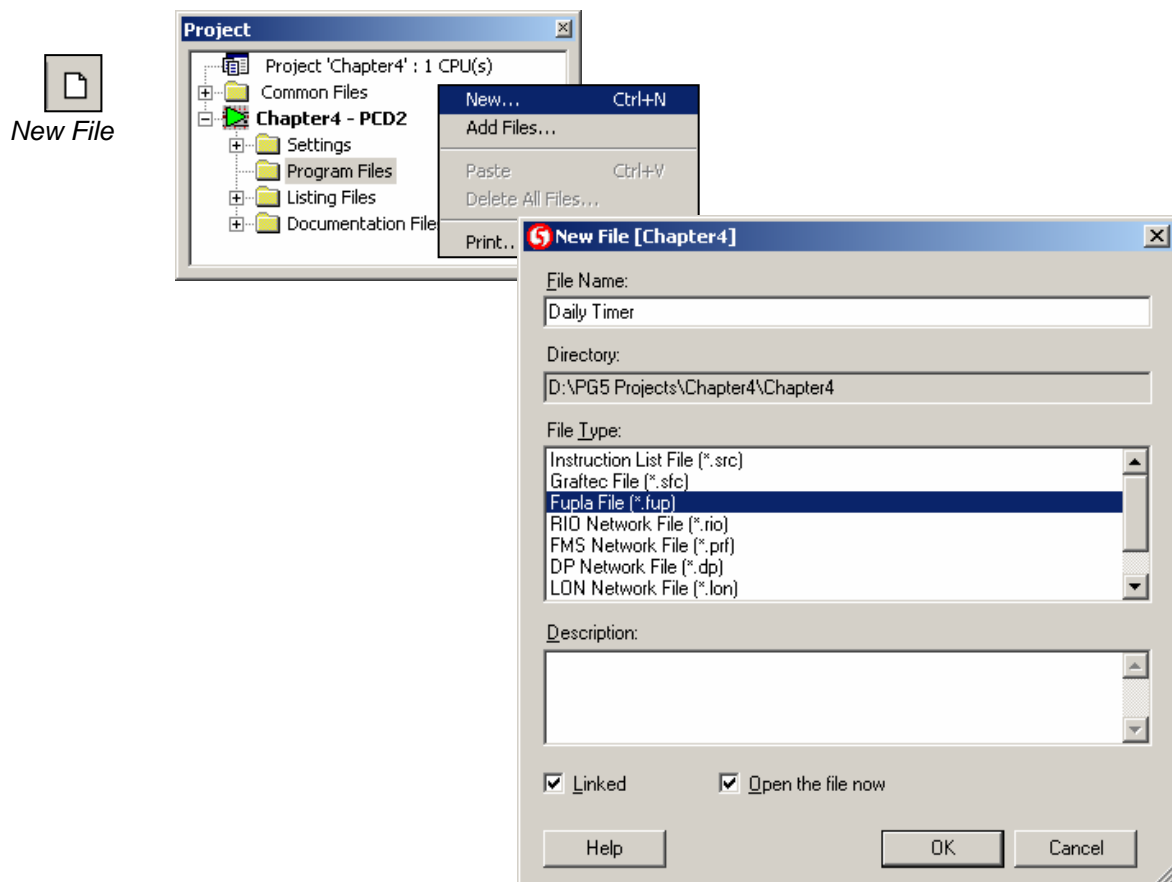 New File
Project
Project 'Chapter4' : 1 CPU(s)
Common Files
Chapter4 - PCD2
Settings
Program Files
Listing Files
Documentation File
New... Ctrl+N
Add Files...
Paste Ctrl+V
Delete All Files...
Print..
New File [Chapter4]
File Name:
Daily Timer
Directory:
D:\PG5 Projects\Chapter4\Chapter4
File Type:
Instruction List File (*.src)
Graftec File (*.sfc)
Fupla File (*.fup)
RIO Network File (*.rio)
FMS Network File (*.prf)
DP Network File (*.dp)
LON Network File (*.lon)
Description:
Linked
Open the file now
Help
OK
Cancel